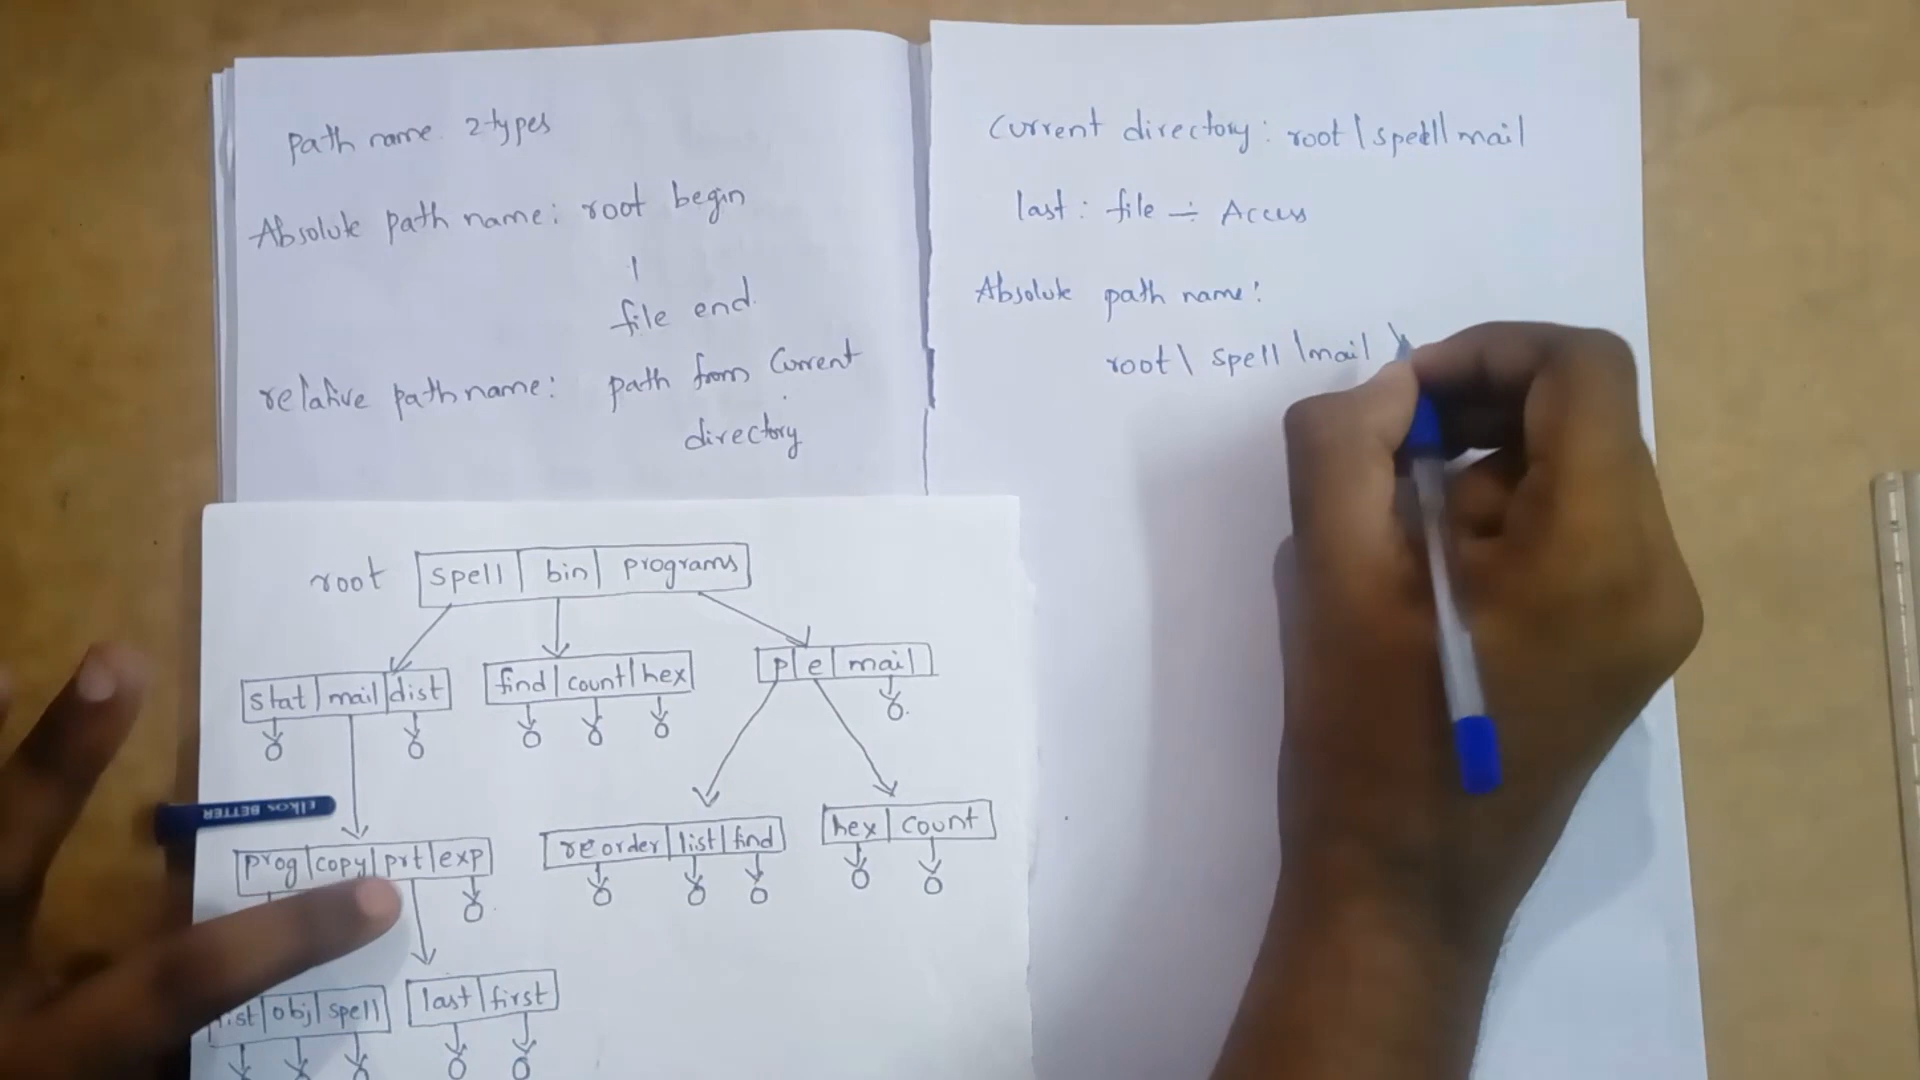 path name. 2 types
Absolute path name: root begin
file end.
relative path name: path from current
directory
Current directory: root \ spell \ mail
last: file ÷ Access
Absolute path name:
root \ spell \ mail \
root spell | bin | programs
stat | mail | dist
find | count | hex
p | e | mail
elkos BETTER
prog | copy | prt | exp
reorder | list | find
hex | count
obj | spell
last | first